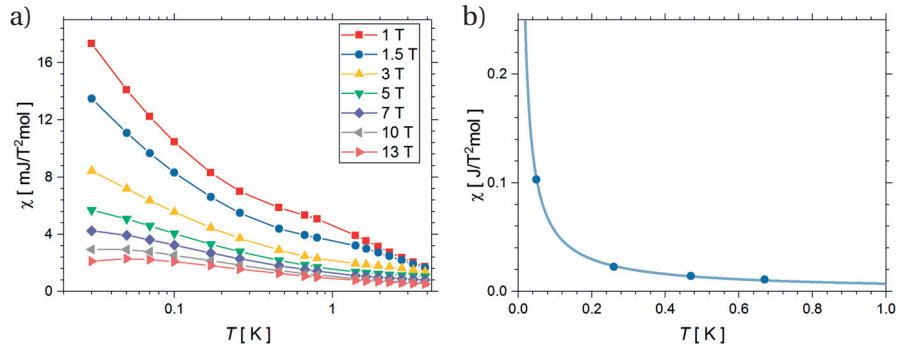 a)
χ [ mJ/T²mol]
16
12
8
4
0
0.1
1
T [ K ]
1 T
1.5 T
3 T
5 T
7 T
10 T
13 T
b)
χ [ J/T²mol]
0.2
0.1
0.0
0.0
0.2
0.4
0.6
0.8
1.0
T [ K ]